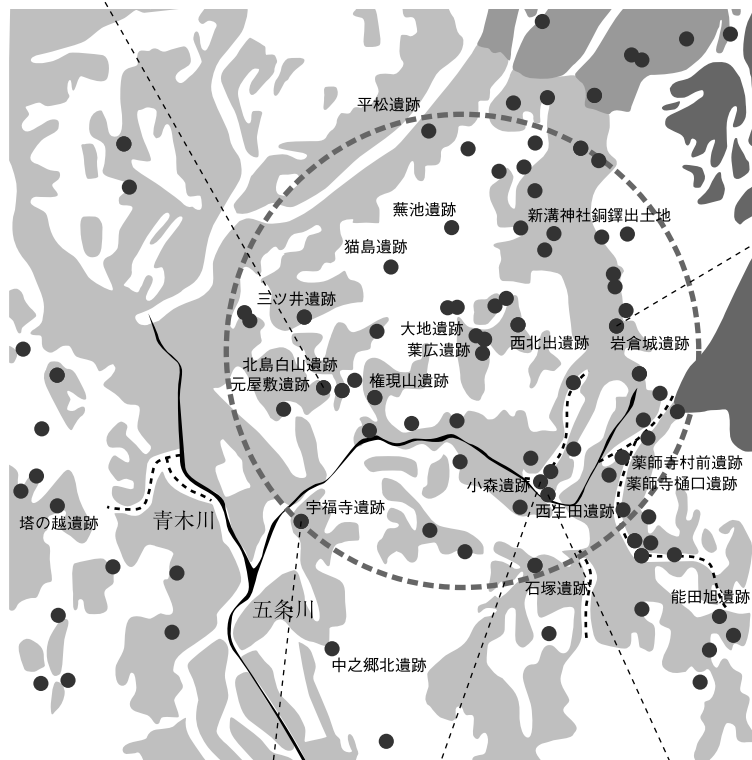 平松遺跡
蕪池遺跡
新溝神社銅鐸出土地
猫島遺跡
三ツ井遺跡
大地遺跡
西北出遺跡
岩倉城遺跡
葉広遺跡
北島白山遺跡
元屋敷遺跡
権現山遺跡
薬師寺村前遺跡
小森遺跡
薬師寺樋口遺跡
宇福寺遺跡
西生田遺跡
塔の越遺跡
青木川
石塚遺跡
能田旭遺跡
五条川
中之郷北遺跡